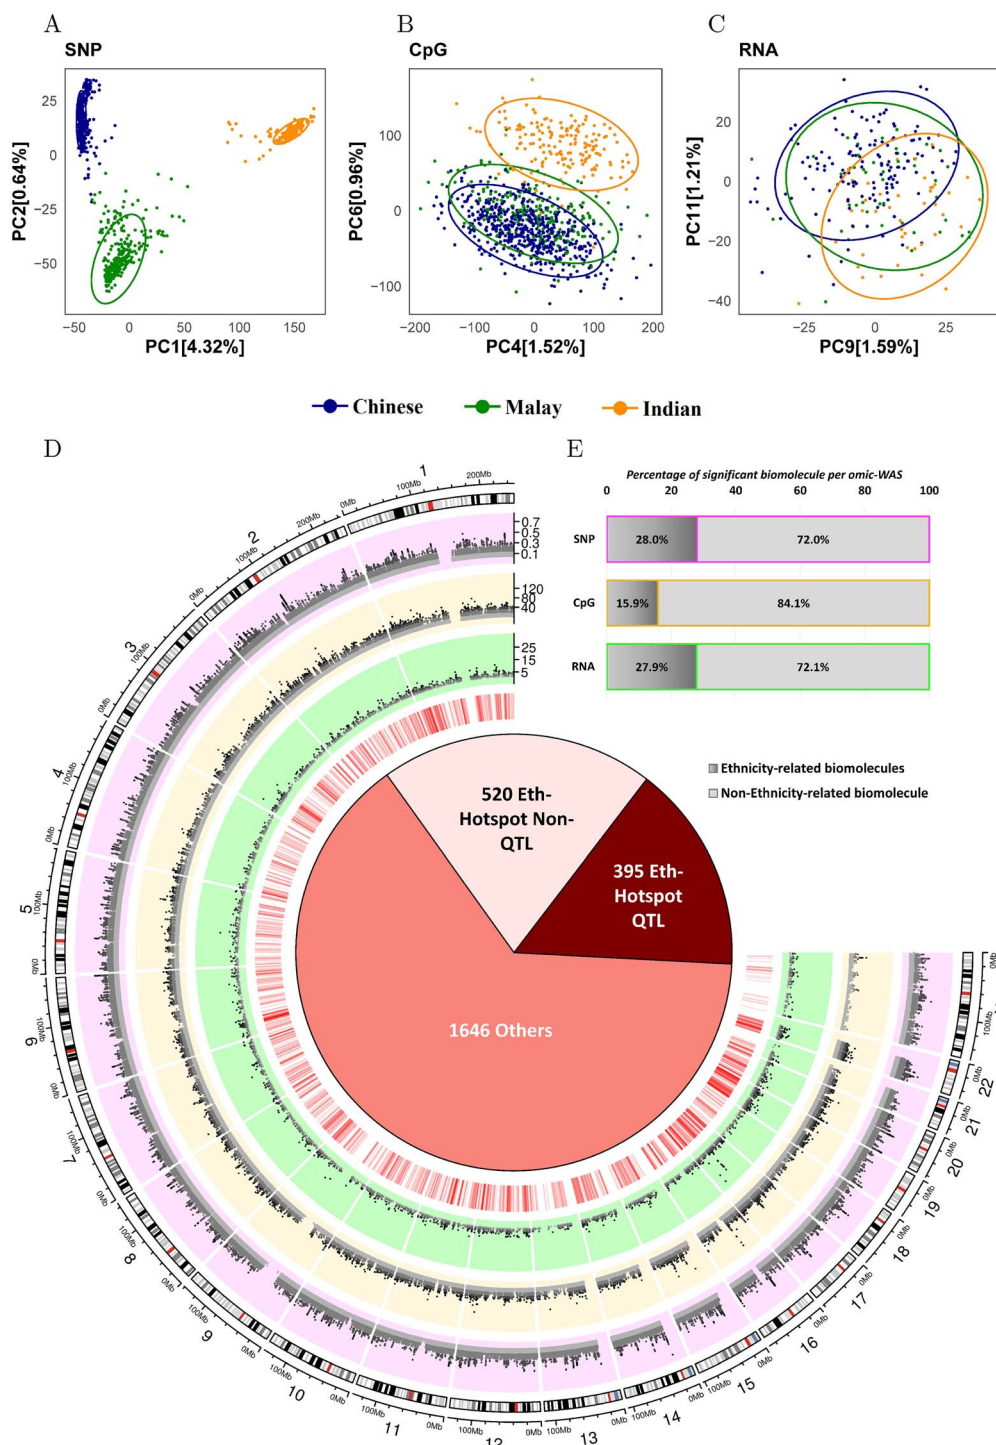 A
SNP
25
0
−25
−50
−50
0
50
100
150
PC2[0.64%]
PC1[4.32%]
B
CpG
100
0
−100
−200
−100
0
100
200
PC6[0.96%]
PC4[1.52%]
C
RNA
20
0
−20
−40
−25
0
25
PC11[1.21%]
PC9[1.59%]
Chinese
Malay
Indian
D
1
2
3
4
5
0Mb
100Mb
200Mb
0.7
0.5
0.3
0.1
120
80
40
25
15
5
E
Percentage of significant biomolecule per omic-WAS
0
20
40
60
80
100
SNP
28.0%
72.0%
CpG
15.9%
84.1%
RNA
27.9%
72.1%
Ethnicity-related biomolecules
Non-Ethnicity-related biomolecule
520 Eth-
Hotspot Non-
QTL
395 Eth-
Hotspot
QTL
1646 Others
7
8
9
10
11
12
13
14
15
16
17
18
19
20
21
22